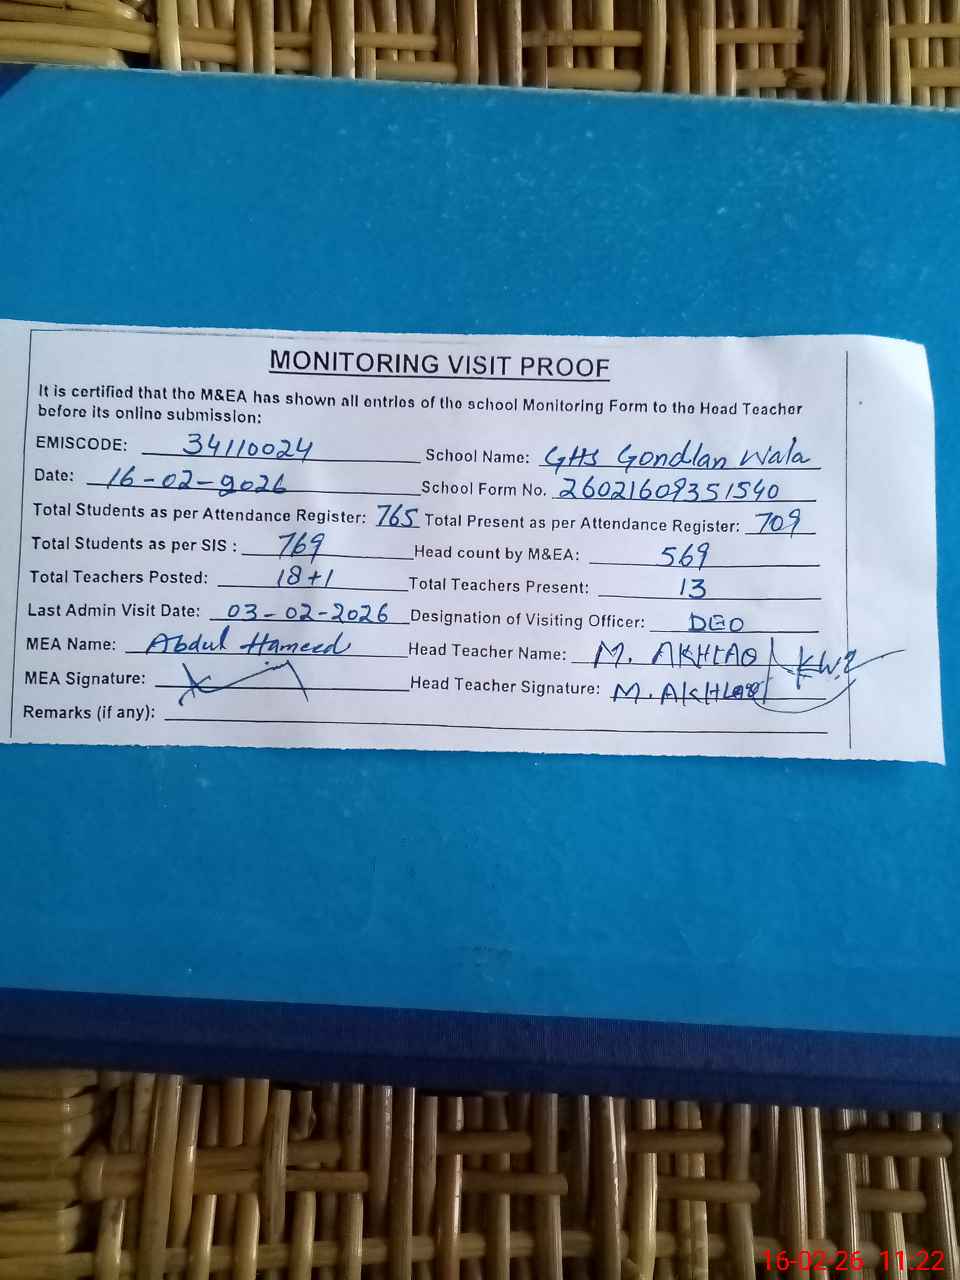 MONITORING VISIT PROOF
It is certified that the M&EA has shown all entries of the school Monitoring Form to the Head Teacher
before its online submission:
EMISCODE: 34110024 School Name: GHS Gondlan Wala
Date: 16-02-2026 School Form No. 26021609351540
Total Students as per Attendance Register: 765 Total Present as per Attendance Register: 709
Total Students as per SIS : 769 Head count by M&EA: 569
Total Teachers Posted: 18+1 Total Teachers Present: 13
Last Admin Visit Date: 03-02-2026 Designation of Visiting Officer: DEO
MEA Name: Abdul Hameed Head Teacher Name: M. AKHLAQ
MEA Signature: Head Teacher Signature: M. AKHLAQ
Remarks (if any):
16-02-26 11:22